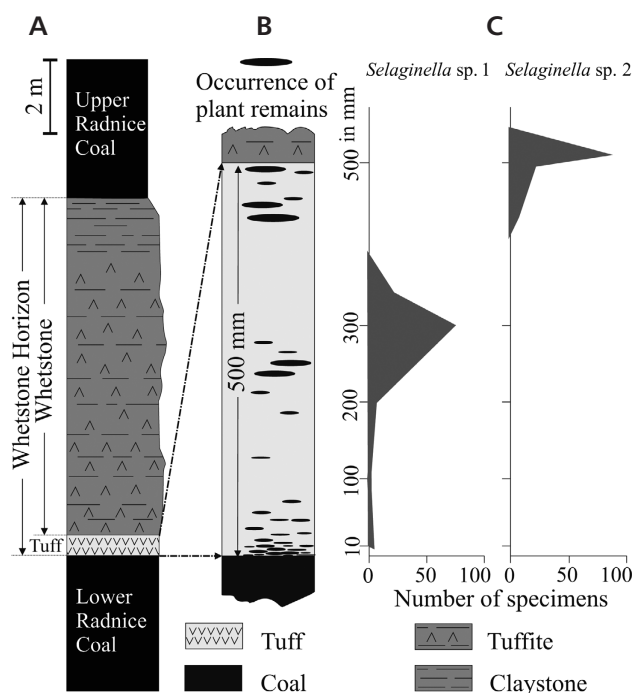 A
B
C
2 m
Upper
Radnice
Coal
Whetstone Horizon
Whetstone
Tuff
Lower
Radnice
Coal
Occurrence of
plant remains
500 mm
Selaginella sp. 1
Selaginella sp. 2
in mm
500
300
200
100
10
0
100
0
100
Number of specimens
Tuff
Coal
Tuffite
Claystone